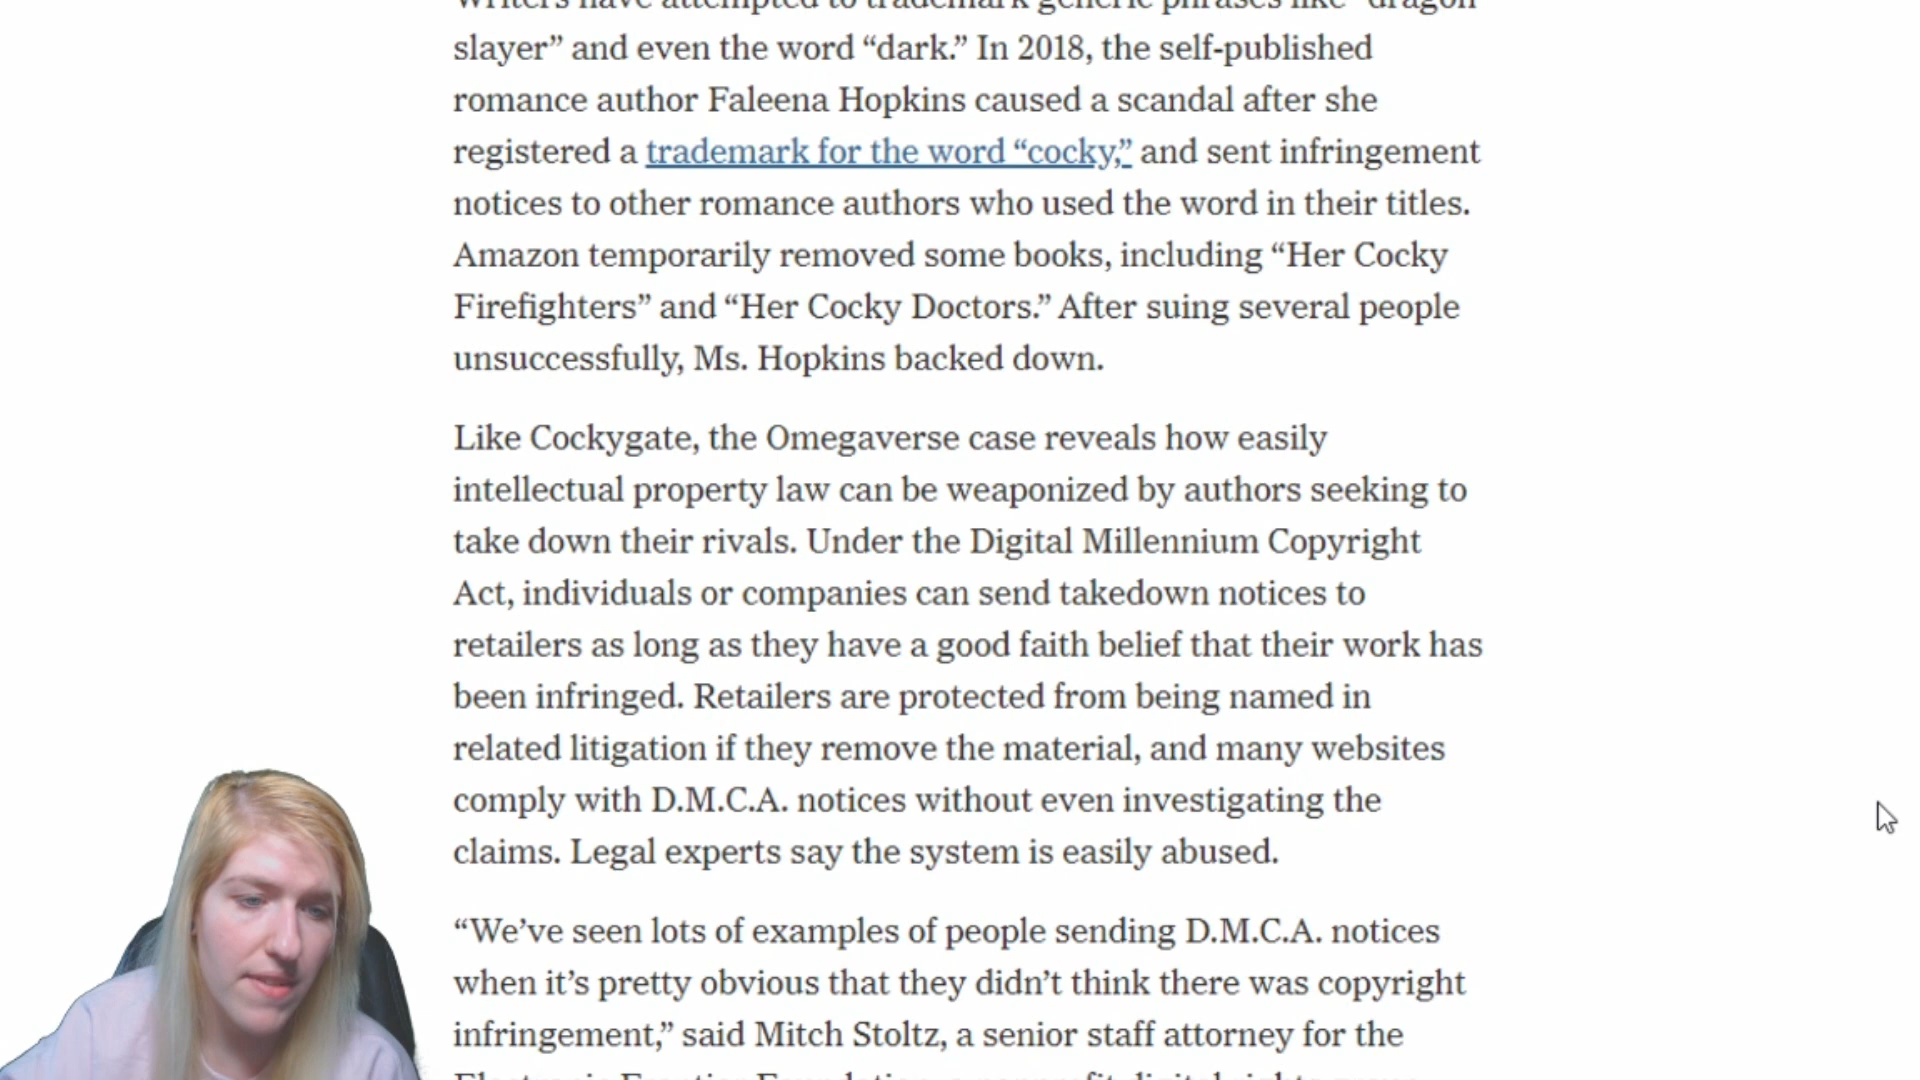 Writers have attempted to trademark generic phrases like “dragon
slayer” and even the word “dark.” In 2018, the self-published
romance author Faleena Hopkins caused a scandal after she
registered a trademark for the word “cocky,” and sent infringement
notices to other romance authors who used the word in their titles.
Amazon temporarily removed some books, including “Her Cocky
Firefighters” and “Her Cocky Doctors.” After suing several people
unsuccessfully, Ms. Hopkins backed down.
Like Cockygate, the Omegaverse case reveals how easily
intellectual property law can be weaponized by authors seeking to
take down their rivals. Under the Digital Millennium Copyright
Act, individuals or companies can send takedown notices to
retailers as long as they have a good faith belief that their work has
been infringed. Retailers are protected from being named in
related litigation if they remove the material, and many websites
comply with D.M.C.A. notices without even investigating the
claims. Legal experts say the system is easily abused.
“We’ve seen lots of examples of people sending D.M.C.A. notices
when it’s pretty obvious that they didn’t think there was copyright
infringement,” said Mitch Stoltz, a senior staff attorney for the